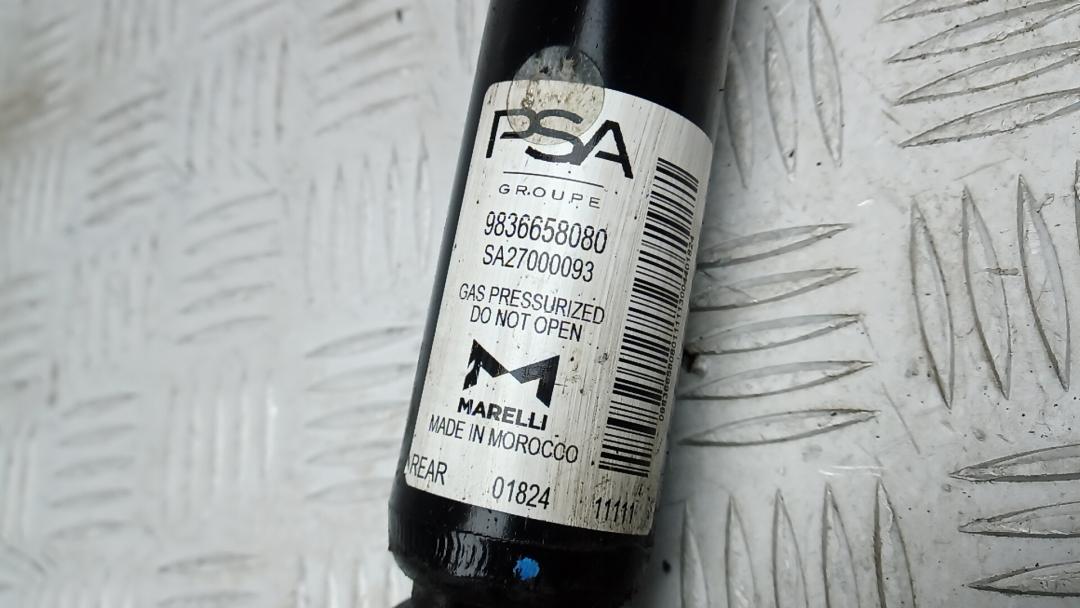 PSA
GROUPE
9836658080
SA27000093
GAS PRESSURIZED
DO NOT OPEN
MARELLI
MADE IN MOROCCO
REAR
01824
11111